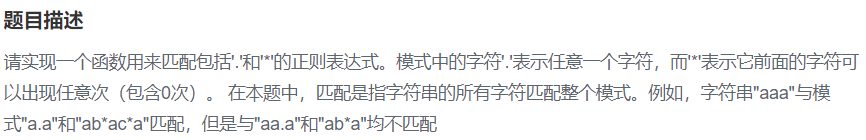 题目描述
请实现一个函数用来匹配包括'.'和'*'的正则表达式。模式中的字符'.'表示任意一个字符，而'*'表示它前面的字符可
以出现任意次（包含0次）。 在本题中，匹配是指字符串的所有字符匹配整个模式。例如，字符串"aaa"与模
式"a.a"和"ab*ac*a"匹配，但是与"aa.a"和"ab*a"均不匹配